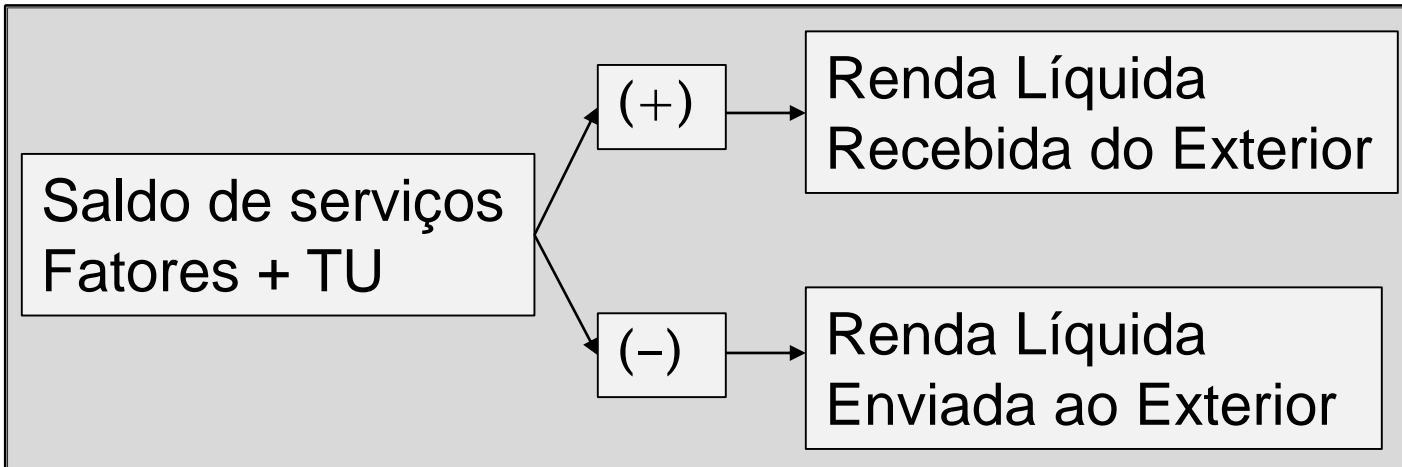 Saldo de serviços
Fatores + TU
(+)
Renda Líquida
Recebida do Exterior
(–)
Renda Líquida
Enviada ao Exterior